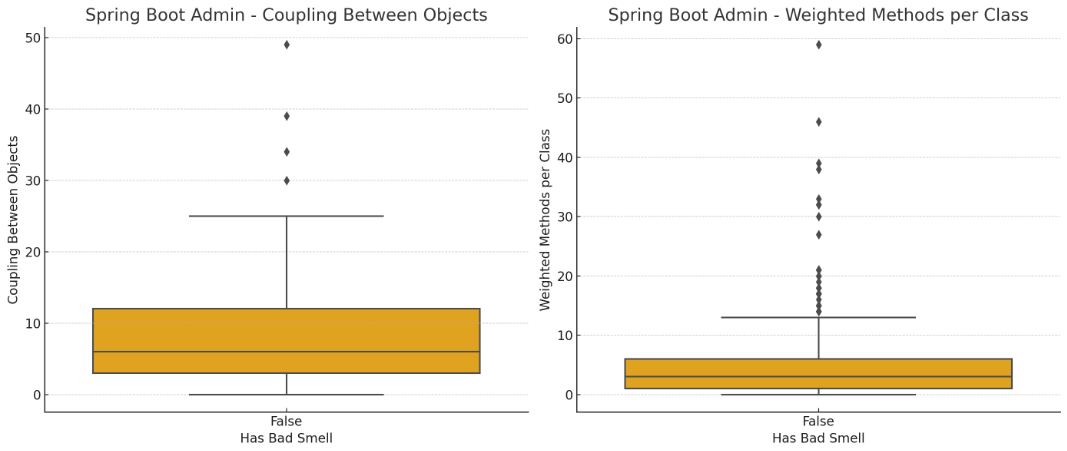 Spring Boot Admin - Coupling Between Objects
50
40
30
20
10
0
Coupling Between Objects
False
Has Bad Smell
Spring Boot Admin - Weighted Methods per Class
60
50
40
30
20
10
0
Weighted Methods per Class
False
Has Bad Smell